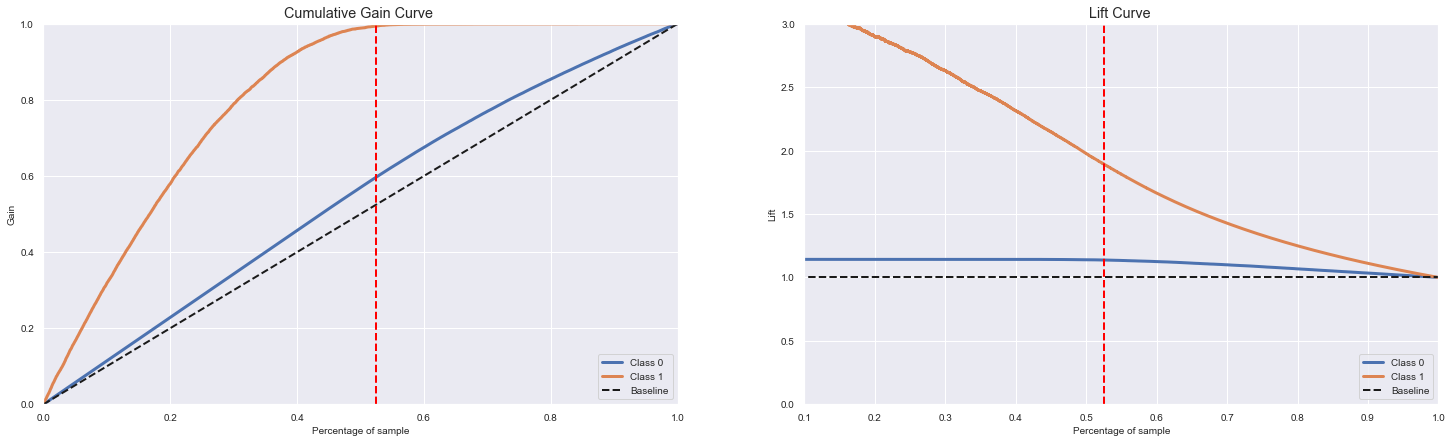 Cumulative Gain Curve
1.0
0.8
0.6
0.4
0.2
0.0
Gain
0.0 0.2 0.4 0.6 0.8 1.0
Percentage of sample
Class 0
Class 1
Baseline
Lift Curve
3.0
2.5
2.0
1.5
1.0
0.5
0.0
Lift
0.1 0.2 0.3 0.4 0.5 0.6 0.7 0.8 0.9 1.0
Percentage of sample
Class 0
Class 1
Baseline